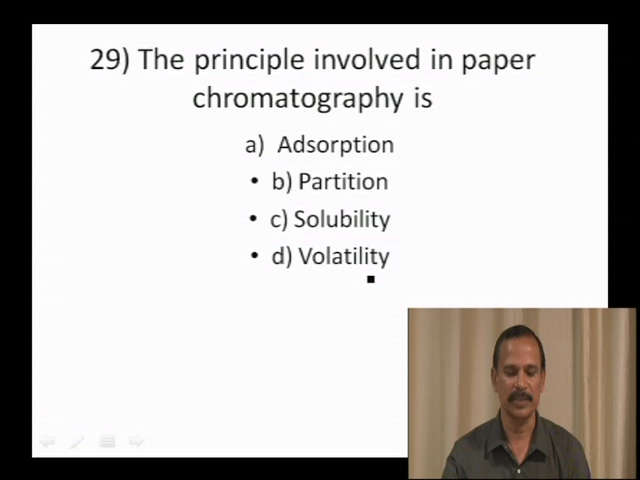 29) The principle involved in paper
chromatography is
a) Adsorption
• b) Partition
• c) Solubility
• d) Volatility